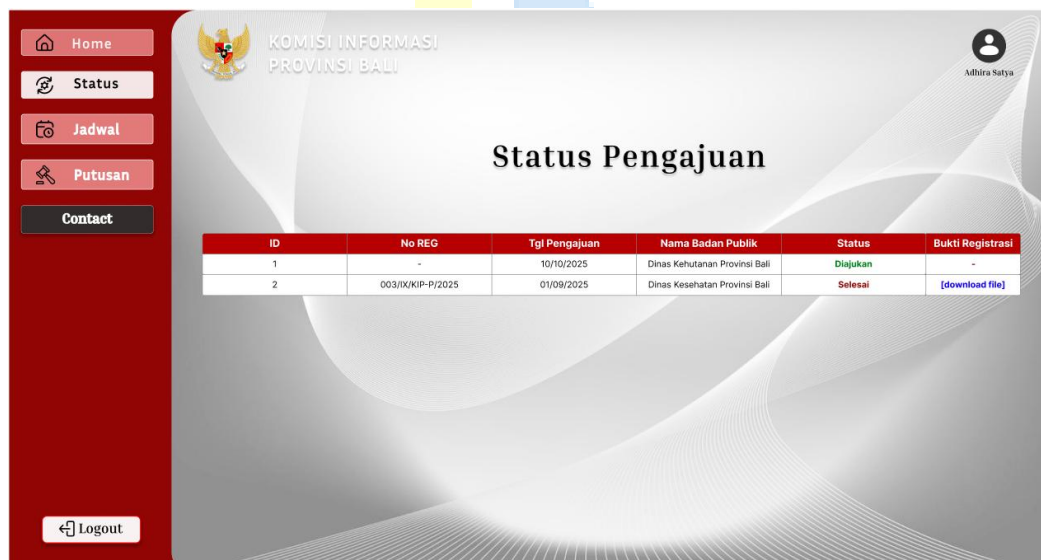 Home
Status
Jadwal
Putusan
Contact
Logout
KOMISI INFORMASI
PROVINSI BALI
Adhira Satya
Status Pengajuan
ID No REG Tgl Pengajuan Nama Badan Publik Status Bukti Registrasi
1 - 10/10/2025 Dinas Kehutanan Provinsi Bali Diajukan -
2 003/IX/KIP-P/2025 01/09/2025 Dinas Kesehatan Provinsi Bali Selesai [download file]